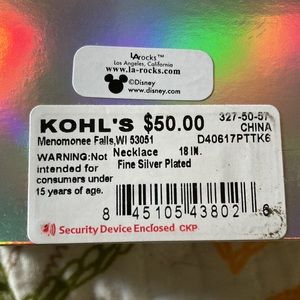 LArocks™
Los Angeles, California
www.la-rocks.com
©Disney
www.disney.com
KOHL'S $50.00
327-50-57
CHINA
Menomonee Falls, WI 53051
D40617PTTK6
WARNING:Not
intended for
consumers under
15 years of age.
Necklace 18 IN.
Fine Silver Plated
8 45105 43802 6
Security Device Enclosed CKP